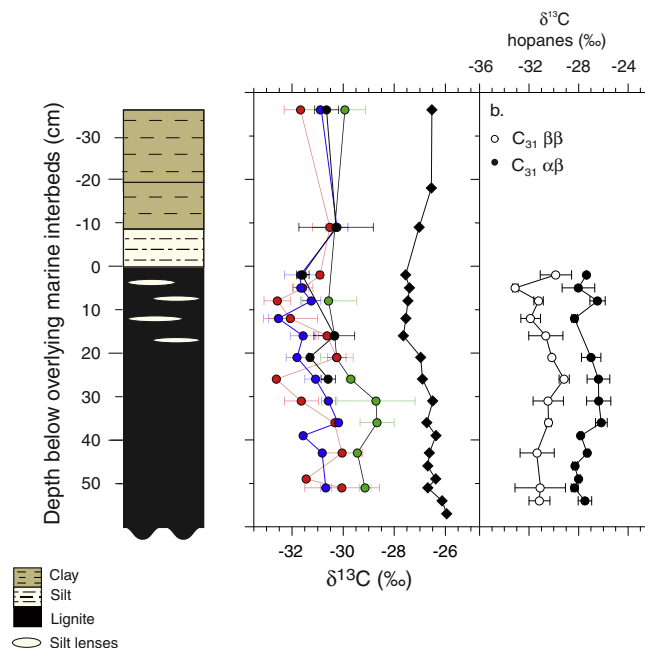 δ¹³C
hopanes (‰)
-36 -32 -28 -24
b.
C₃₁ ββ
C₃₁ αβ
Depth below overlying marine interbeds (cm)
-30
-20
-10
0
10
20
30
40
50
-32 -30 -28 -26
δ¹³C (‰)
Clay
Silt
Lignite
Silt lenses